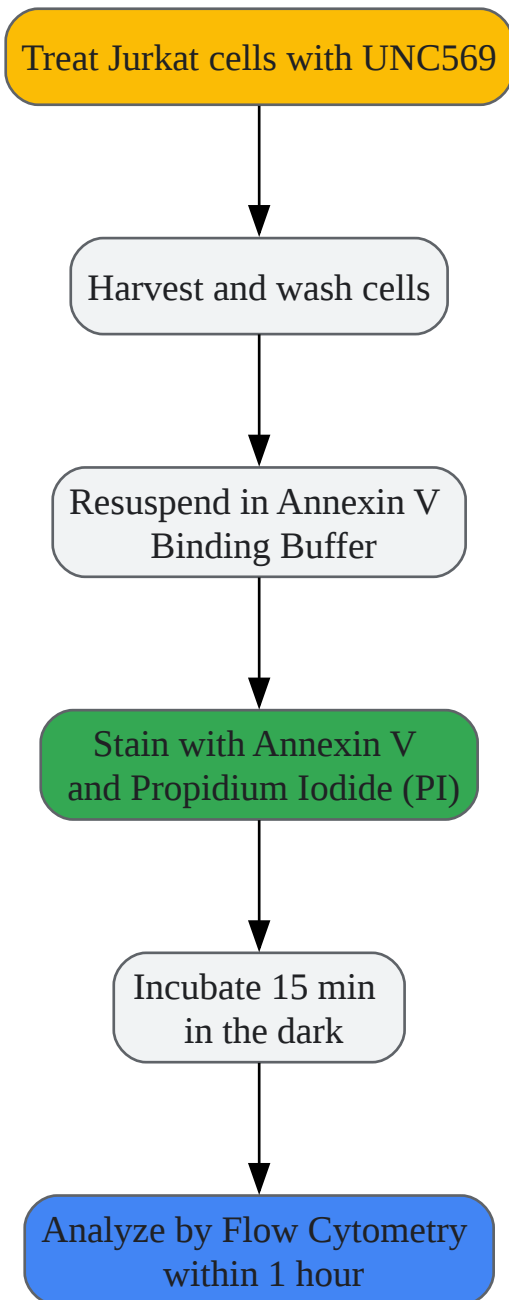 Treat Jurkat cells with UNC569
Harvest and wash cells
Resuspend in Annexin V
Binding Buffer
Stain with Annexin V
and Propidium Iodide (PI)
Incubate 15 min
in the dark
Analyze by Flow Cytometry
within 1 hour